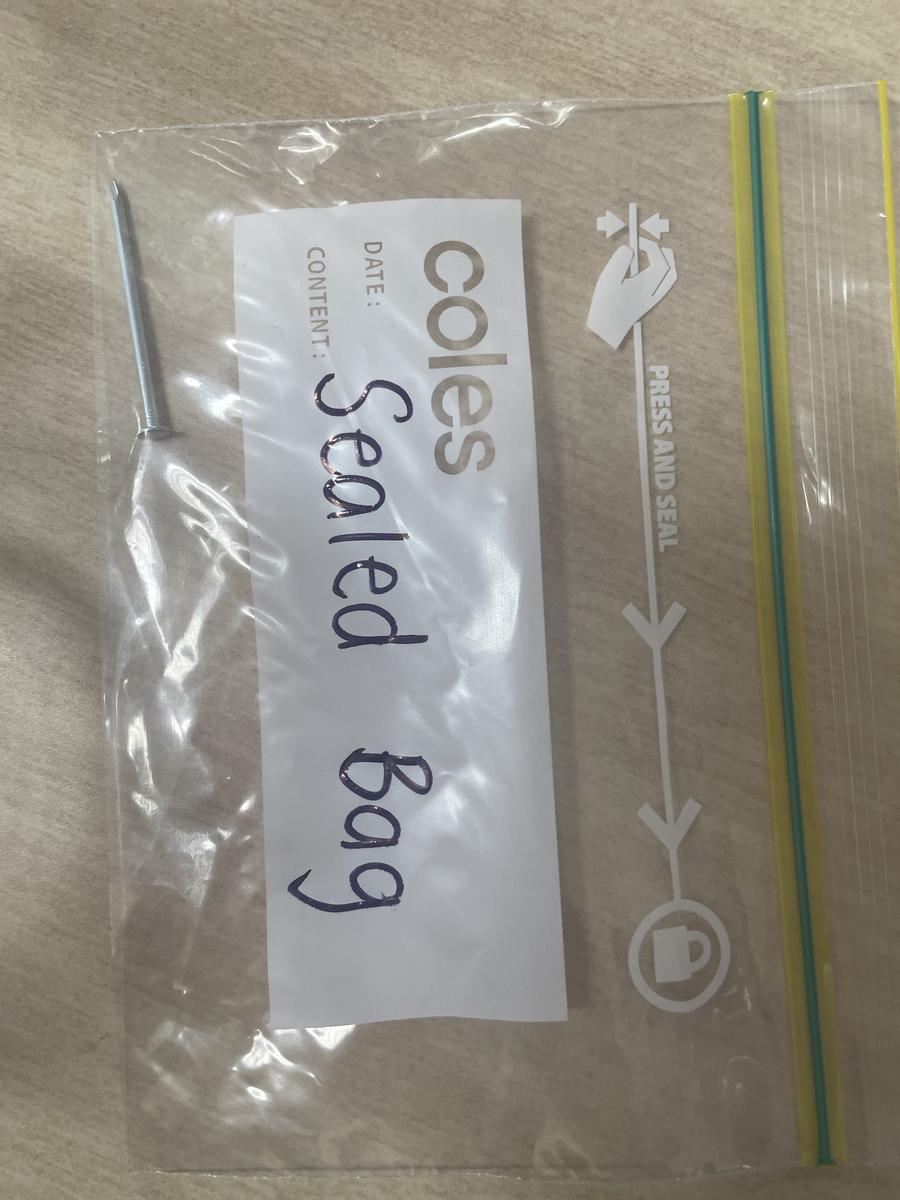 PRESS AND SEAL
coles
DATE:
CONTENT: Sealed Bag